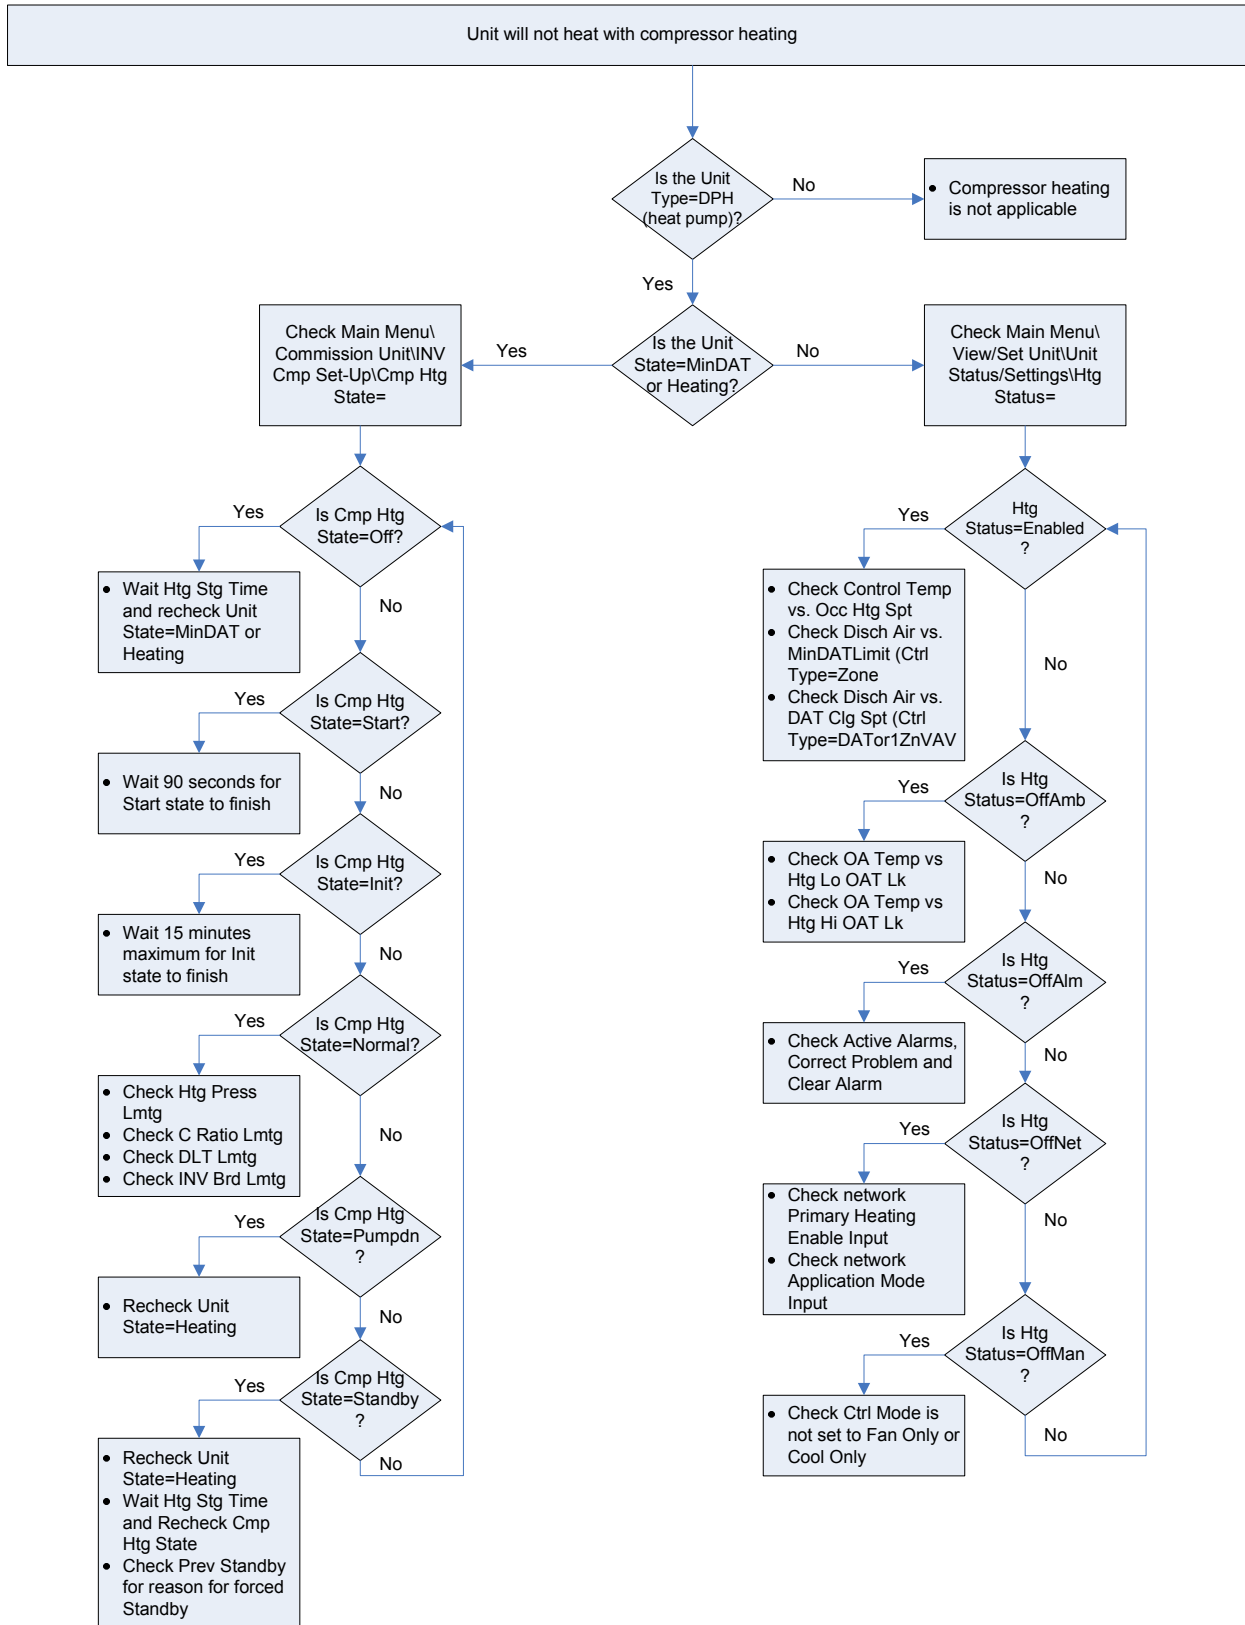 Unit will not heat with compressor heating
Is the Unit
Type=DPH
(heat pump)?
No
• Compressor heating
is not applicable
Yes
Check Main Menu\
Commission Unit\INV
Cmp Set-Up\Cmp Htg
State=
Yes
Is the Unit
State=MinDAT
or Heating?
No
Check Main Menu\
View/Set Unit\Unit
Status/Settings\Htg
Status=
Yes
Is Cmp Htg
State=Off?
• Wait Htg Stg Time
and recheck Unit
State=MinDAT or
Heating
No
Yes
Is Cmp Htg
State=Start?
• Wait 90 seconds for
Start state to finish
No
Yes
Is Cmp Htg
State=Init?
• Wait 15 minutes
maximum for Init
state to finish
No
Yes
Is Cmp Htg
State=Normal?
• Check Htg Press
Lmtg
• Check C Ratio Lmtg
• Check DLT Lmtg
• Check INV Brd Lmtg
No
Yes
Is Cmp Htg
State=Pumpdn
?
• Recheck Unit
State=Heating
No
Yes
Is Cmp Htg
State=Standby
?
No
• Recheck Unit
State=Heating
• Wait Htg Stg Time
and Recheck Cmp
Htg State
• Check Prev Standby
for reason for forced
Standby
Yes
Htg
Status=Enabled
?
• Check Control Temp
vs. Occ Htg Spt
• Check Disch Air vs.
MinDATLimit (Ctrl
Type=Zone
• Check Disch Air vs.
DAT Clg Spt (Ctrl
Type=DATor1ZnVAV
No
Yes
Is Htg
Status=OffAmb
?
• Check OA Temp vs
Htg Lo OAT Lk
• Check OA Temp vs
Htg Hi OAT Lk
No
Yes
Is Htg
Status=OffAlm
?
• Check Active Alarms,
Correct Problem and
Clear Alarm
No
Yes
Is Htg
Status=OffNet
?
• Check network
Primary Heating
Enable Input
• Check network
Application Mode
Input
No
Yes
Is Htg
Status=OffMan
?
• Check Ctrl Mode is
not set to Fan Only or
Cool Only
No